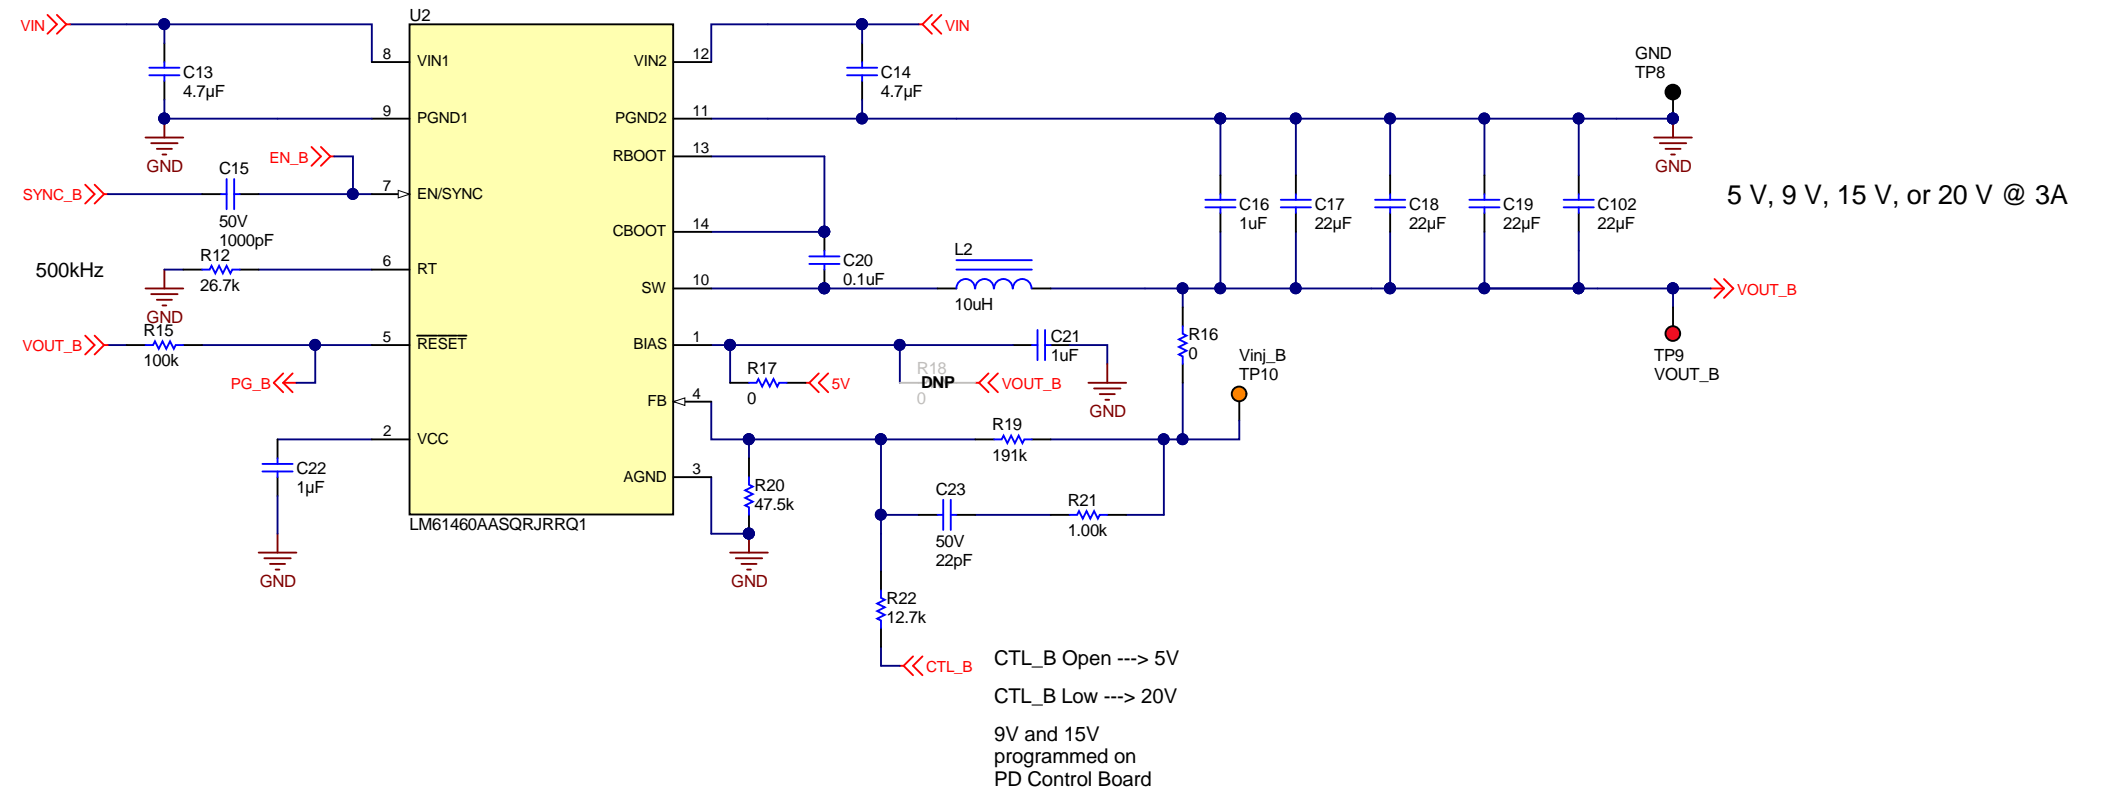 U2
VIN
VIN
8
VIN1
VIN2
12
C13
4.7µF
C14
4.7µF
GND
TP8
9
PGND1
PGND2
11
GND
EN_B
RBOOT
13
GND
C15
SYNC_B
7
EN/SYNC
50V
1000pF
C16
1uF
C17
22µF
C18
22µF
C19
22µF
C102
22µF
5 V, 9 V, 15 V, or 20 V @ 3A
CBOOT
14
R12
26.7k
500kHz
6
RT
GND
C20
0.1uF
L2
10uH
SW
10
VOUT_B
VOUT_B
R15
100k
5
RESET
PG_B
BIAS
1
C21
1uF
R16
0
Vinj_B
TP10
TP9
VOUT_B
R17
0
5V
R18
DNP
0
VOUT_B
GND
FB
4
2
VCC
R19
191k
C22
1µF
AGND
3
R20
47.5k
C23
50V
22pF
R21
1.00k
LM61460AASQRJRRQ1
GND
GND
R22
12.7k
CTL_B
CTL_B Open ---> 5V
CTL_B Low ---> 20V
9V and 15V
programmed on
PD Control Board